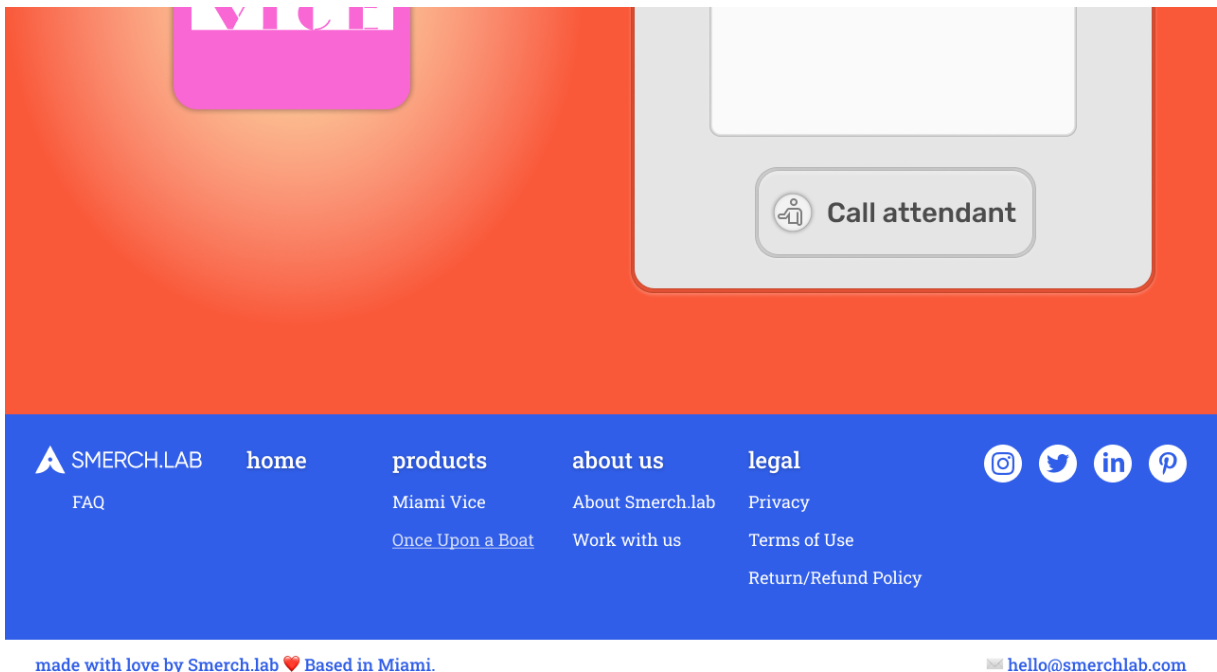 VICE
Call attendant
SMERCH.LAB
FAQ
home
products
Miami Vice
Once Upon a Boat
about us
About Smerch.lab
Work with us
legal
Privacy
Terms of Use
Return/Refund Policy
in
made with love by Smerch.lab ❤️ Based in Miami.
✉️ hello@smerchlab.com